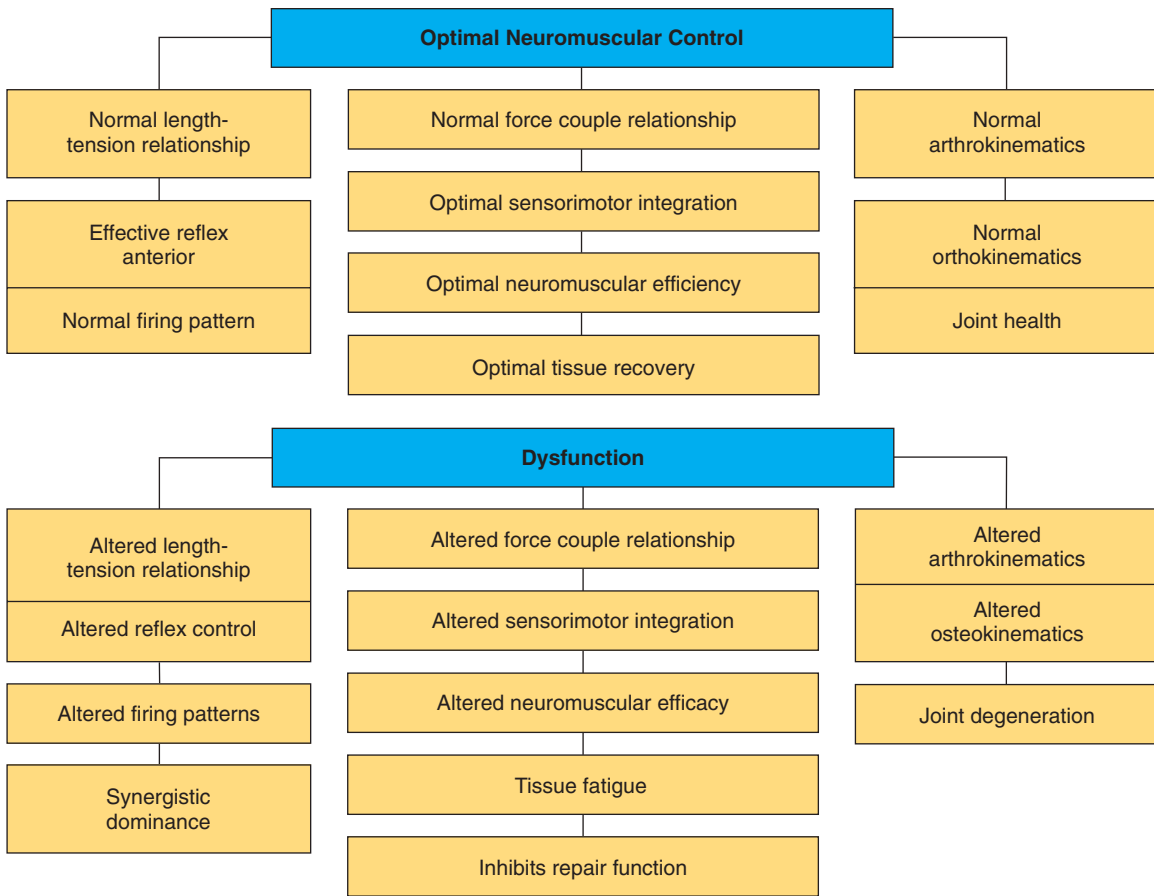 Optimal Neuromuscular Control
Normal length-
tension relationship
Effective reflex
anterior
Normal firing pattern
Normal force couple relationship
Optimal sensorimotor integration
Optimal neuromuscular efficiency
Optimal tissue recovery
Normal
arthrokinematics
Normal
orthokinematics
Joint health
Dysfunction
Altered length-
tension relationship
Altered reflex control
Altered firing patterns
Synergistic
dominance
Altered force couple relationship
Altered sensorimotor integration
Altered neuromuscular efficacy
Tissue fatigue
Inhibits repair function
Altered
arthrokinematics
Altered
osteokinematics
Joint degeneration